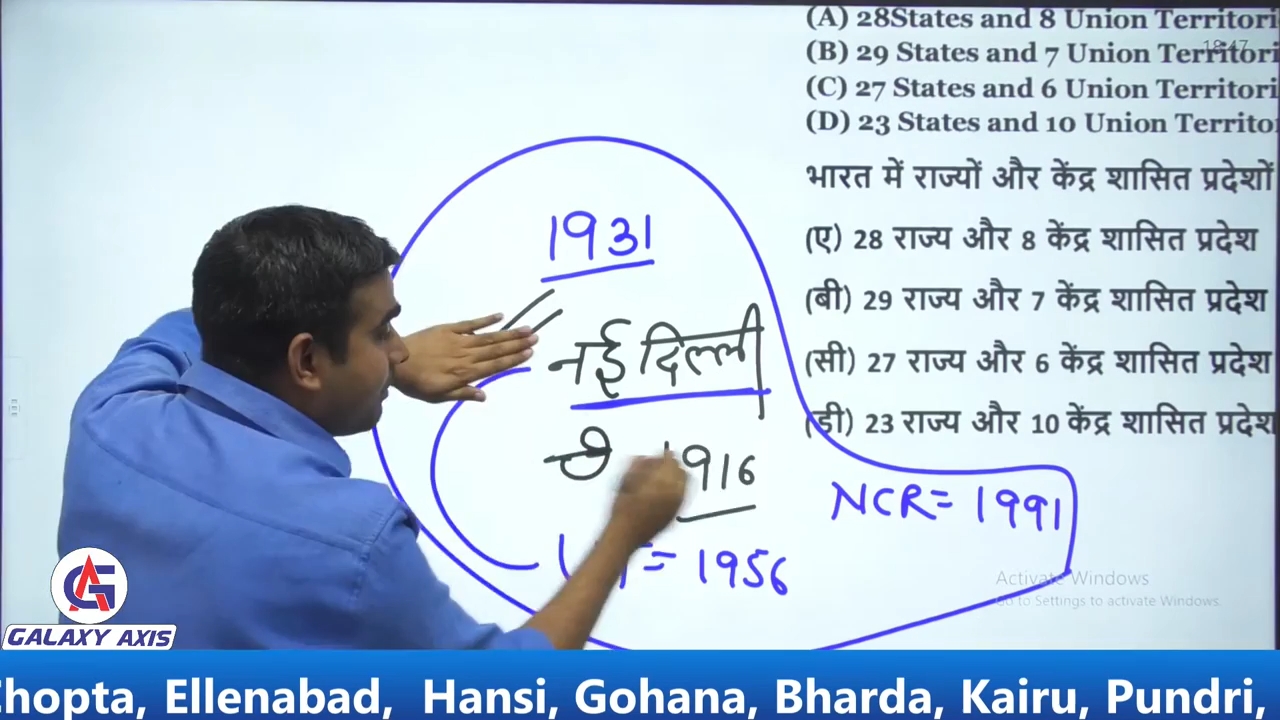 (A) 28States and 8 Union Territori
18:47
(B) 29 States and 7 Union Territori
(C) 27 States and 6 Union Territori
(D) 23 States and 10 Union Territo
भारत में राज्यों और केंद्र शासित प्रदेशों
(ए) 28 राज्य और 8 केंद्र शासित प्रदेश
(बी) 29 राज्य और 7 केंद्र शासित प्रदेश
(सी) 27 राज्य और 6 केंद्र शासित प्रदेश
(डी) 23 राज्य और 10 केंद्र शासित प्रदेश
1931
नई दिल्ली
1916
= 1956
NCR = 1991
Activate Windows
Go to Settings to activate Windows.
GALAXY AXIS
Chopta, Ellenabad, Hansi, Gohana, Bharda, Kairu, Pundri,